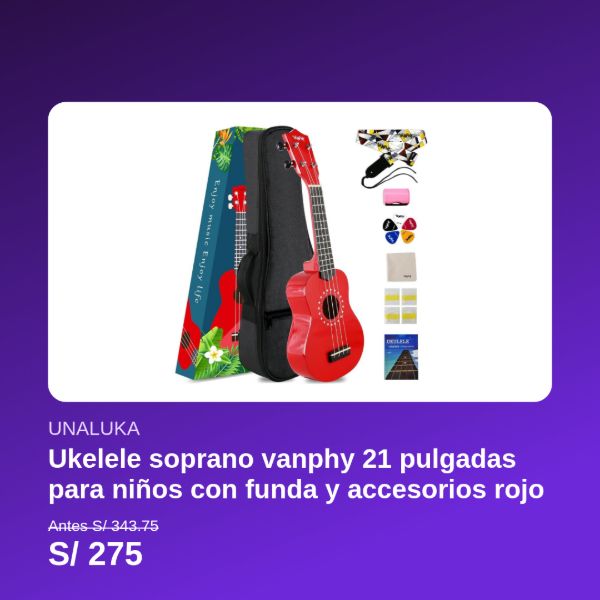 Enjoy music Enjoy life
UKULELE
UNALUKA
Ukelele soprano vanphy 21 pulgadas
para niños con funda y accesorios rojo
Antes S/ 343.75
S/ 275